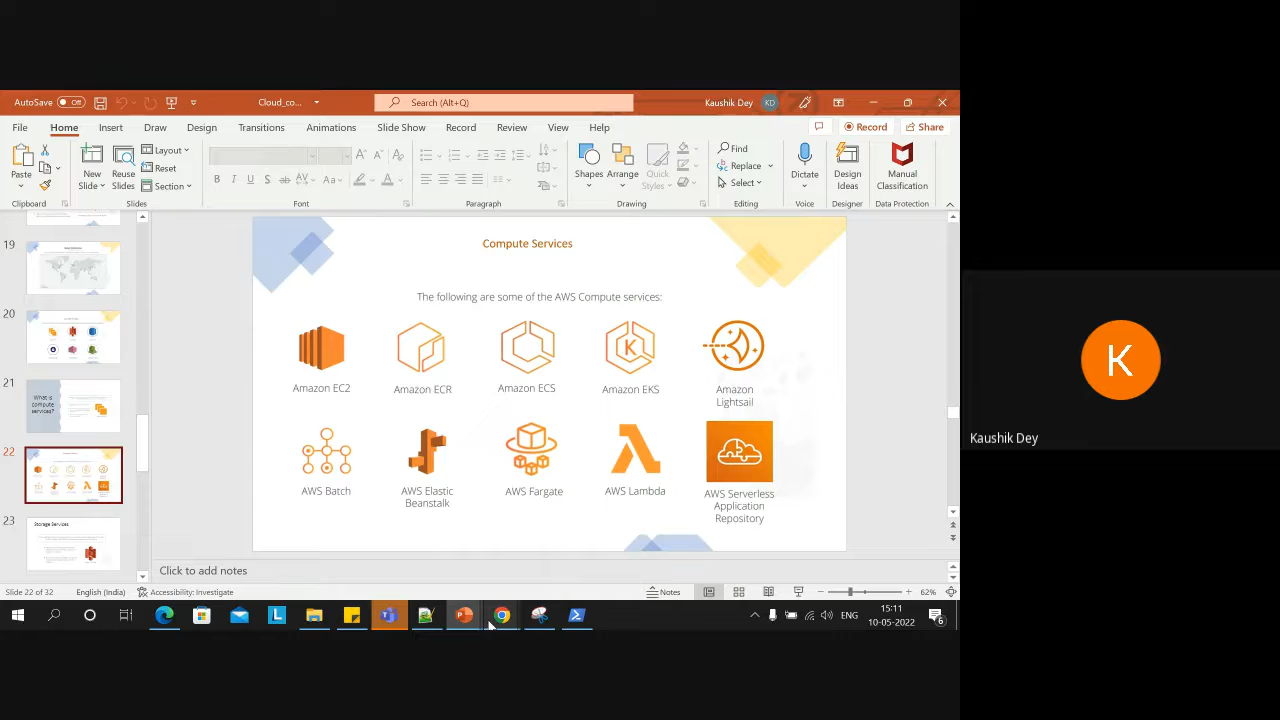 AutoSave Off
Cloud_co...
Search (Alt+Q)
Kaushik Dey KD
File Home Insert Draw Design Transitions Animations Slide Show Record Review View Help
Record Share
Paste
New Slide
Reuse Slides
Layout
Reset
Section
B I U S ab AV Aa A
Shapes Arrange Quick Styles
Find
Replace
Select
Dictate
Design Ideas
Manual Classification
Clipboard Slides Font Paragraph Drawing Editing Voice Designer Data Protection
19
20
21
What is
compute
services?
22
23
Storage Services
Compute Services
The following are some of the AWS Compute services:
K
Amazon EC2 Amazon ECR Amazon ECS Amazon EKS Amazon
Lightsail
AWS Batch AWS Elastic
Beanstalk
AWS Fargate AWS Lambda AWS Serverless
Application
Repository
Click to add notes
Slide 22 of 32 English (India) Accessibility: Investigate Notes 62%
L
ENG
15:11
10-05-2022
6
K
Kaushik Dey